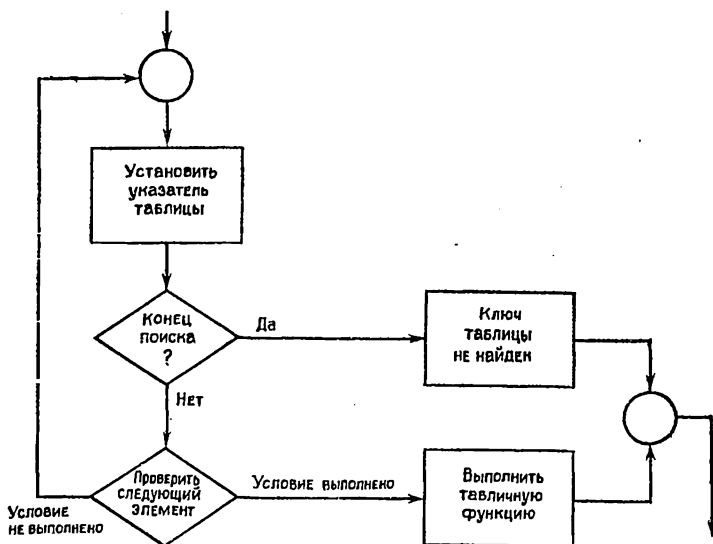 Установить
указатель
таблицы
Конец
поиска
?
Да
Ключ
таблицы
не найден
Нет
Проверить
следующий
элемент
Условие выполнено
Выполнить
табличную
функцию
Условие
не выполнено